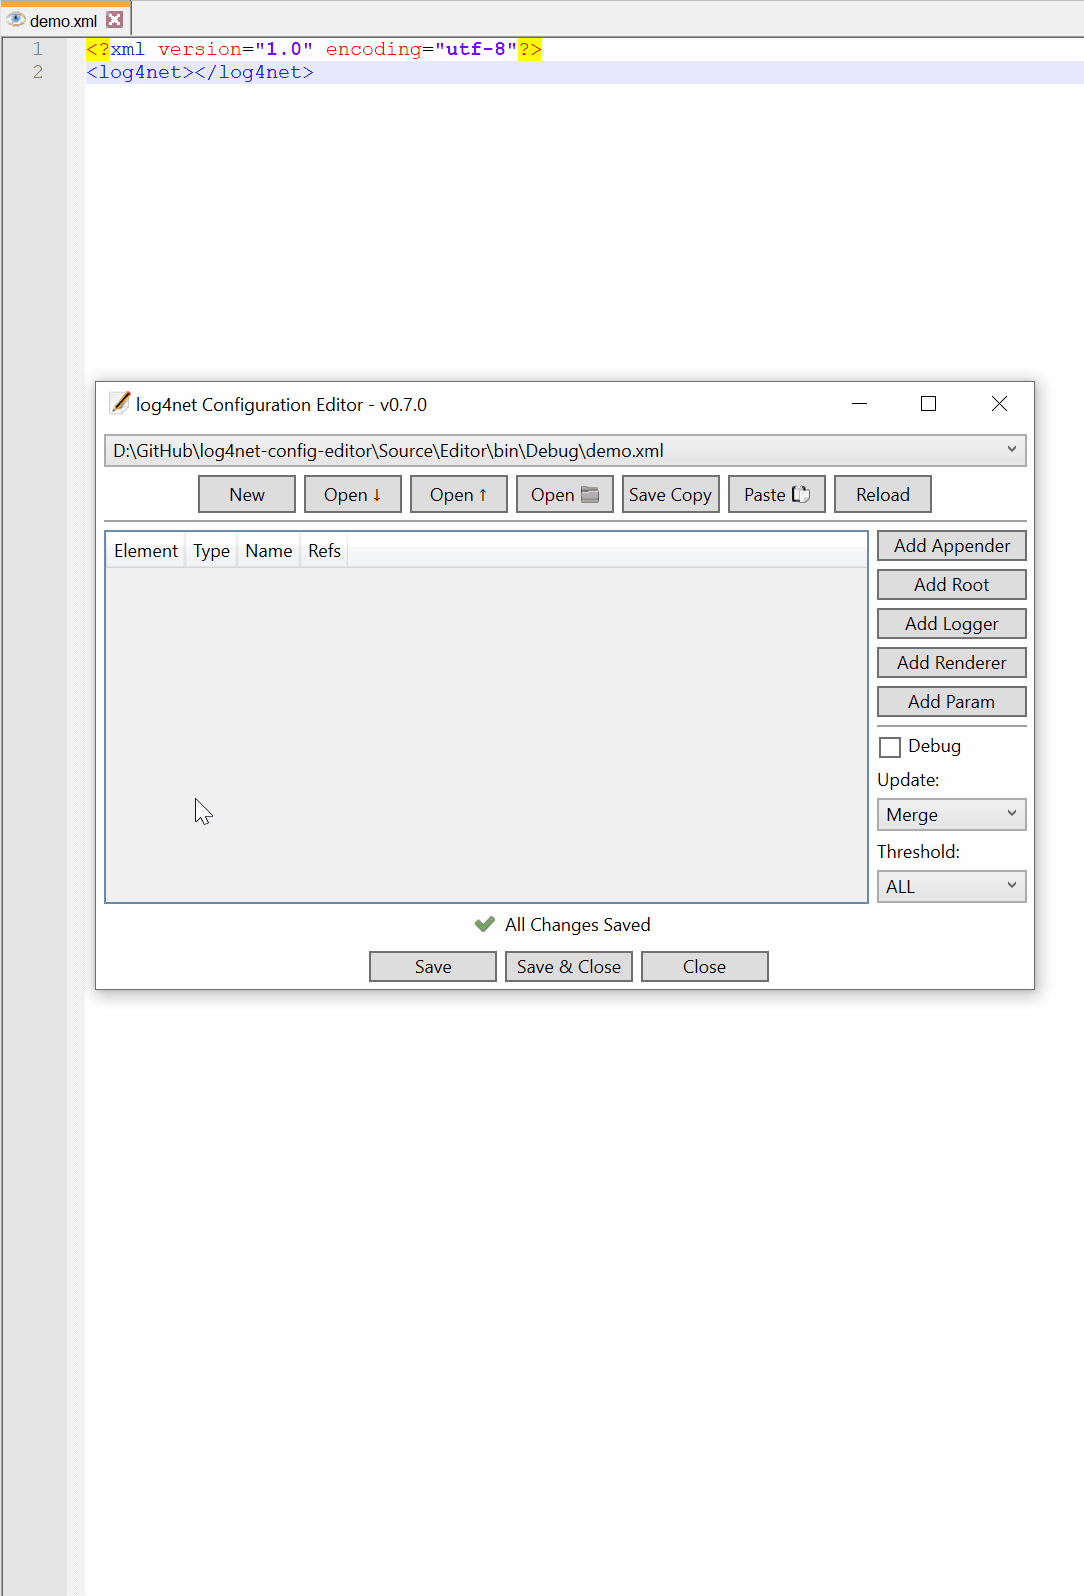 demo.xml
1 <?xml version="1.0" encoding="utf-8"?>
2 <log4net></log4net>
log4net Configuration Editor - v0.7.0
D:\GitHub\log4net-config-editor\Source\Editor\bin\Debug\demo.xml
New Open ↓ Open ↑ Open Save Copy Paste Reload
Element Type Name Refs
Add Appender
Add Root
Add Logger
Add Renderer
Add Param
Debug
Update:
Merge
Threshold:
ALL
All Changes Saved
Save Save & Close Close